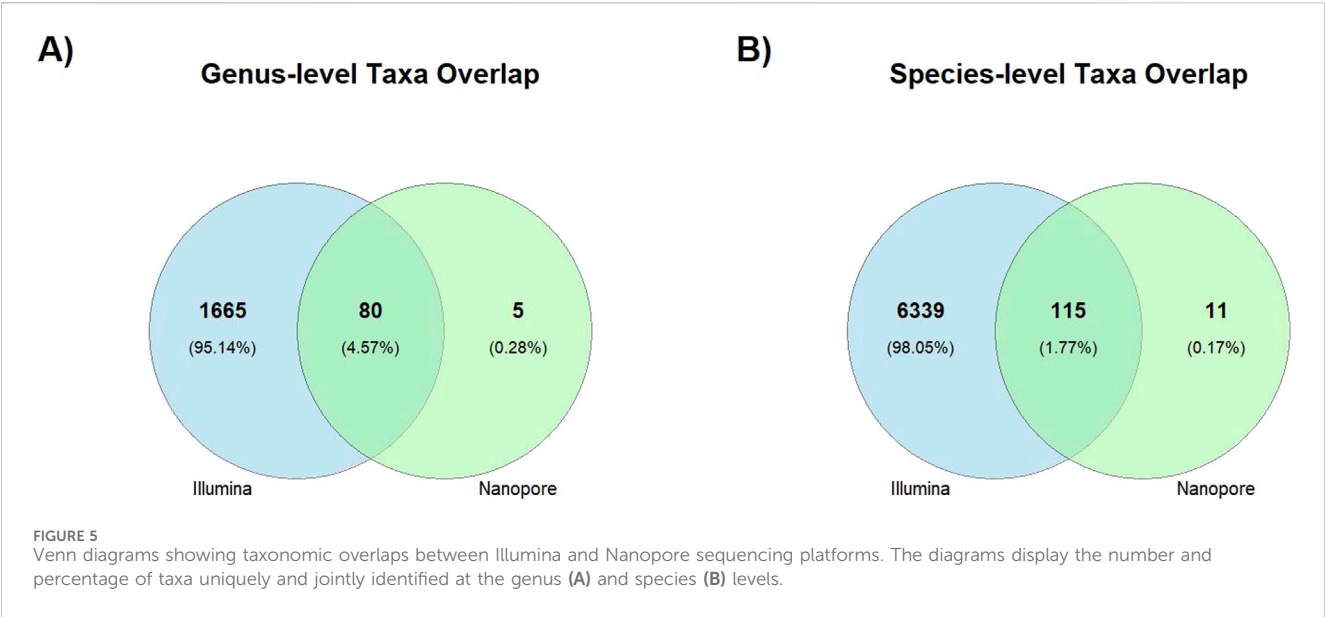 A)
Genus-level Taxa Overlap
1665
(95.14%)
80
(4.57%)
5
(0.28%)
Illumina
Nanopore
B)
Species-level Taxa Overlap
6339
(98.05%)
115
(1.77%)
11
(0.17%)
Illumina
Nanopore
FIGURE 5
Venn diagrams showing taxonomic overlaps between Illumina and Nanopore sequencing platforms. The diagrams display the number and
percentage of taxa uniquely and jointly identified at the genus (A) and species (B) levels.